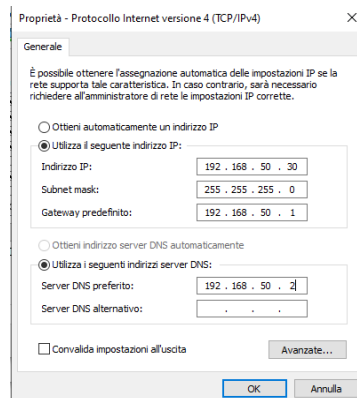 Proprietà - Protocollo Internet versione 4 (TCP/IPv4)
Generale
È possibile ottenere l'assegnazione automatica delle impostazioni IP se la
rete supporta tale caratteristica. In caso contrario, sarà necessario
richiedere all'amministratore di rete le impostazioni IP corrette.
Ottieni automaticamente un indirizzo IP
Utilizza il seguente indirizzo IP:
Indirizzo IP: 192 . 168 . 50 . 30
Subnet mask: 255 . 255 . 255 . 0
Gateway predefinito: 192 . 168 . 50 . 1
Ottieni indirizzo server DNS automaticamente
Utilizza i seguenti indirizzi server DNS:
Server DNS preferito: 192 . 168 . 50 . 2
Server DNS alternativo: . . .
Convalida impostazioni all'uscita
Avanzate...
OK Annulla